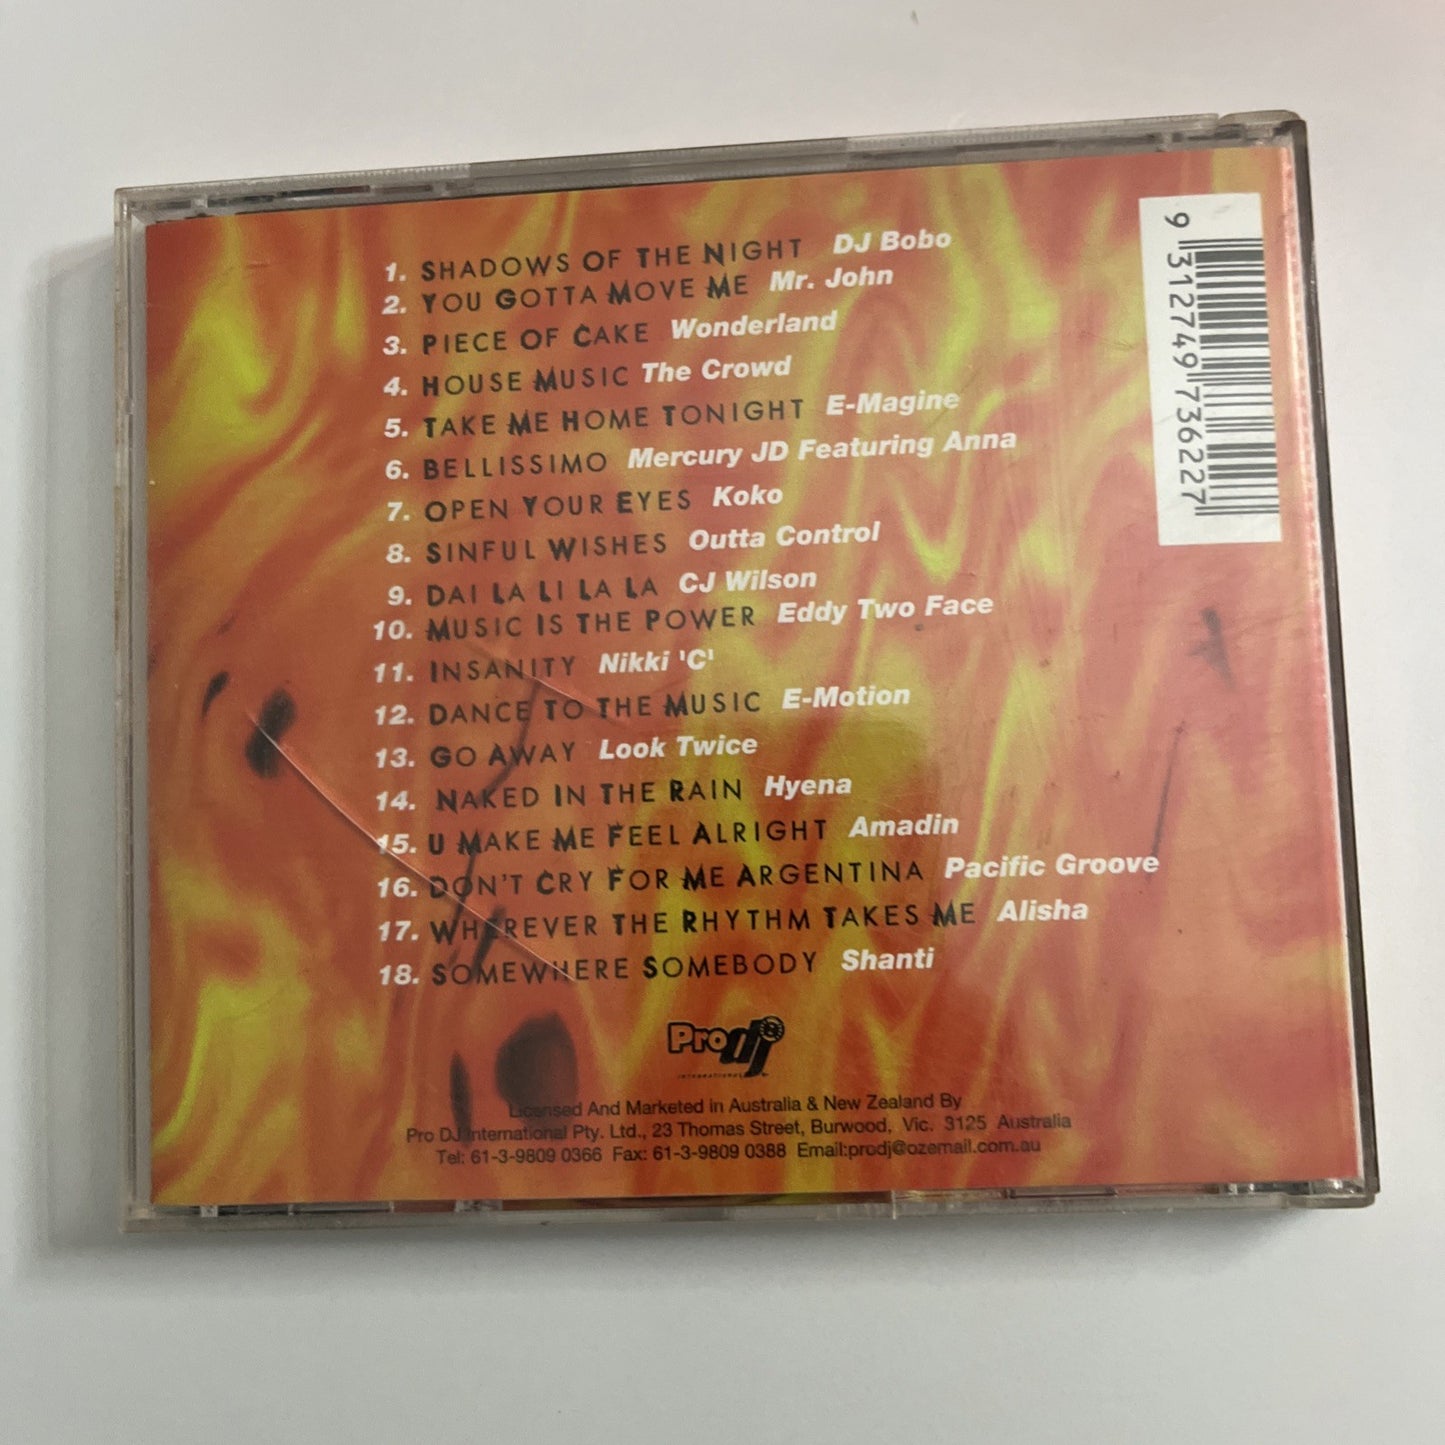 1. SHADOWS OF THE NIGHT DJ Bobo
2. YOU GOTTA MOVE ME Mr. John
3. PIECE OF CAKE Wonderland
4. HOUSE MUSIC The Crowd
5. TAKE ME HOME TONIGHT E-Magine
6. BELLISSIMO Mercury JD Featuring Anna
7. OPEN YOUR EYES Koko
8. SINFUL WISHES Outta Control
9. DAI LA LI LA LA CJ Wilson
10. MUSIC IS THE POWER Eddy Two Face
11. INSANITY Nikki 'C'
12. DANCE TO THE MUSIC E-Motion
13. GO AWAY Look Twice
14. NAKED IN THE RAIN Hyena
15. U MAKE ME FEEL ALRIGHT Amadin
16. DON'T CRY FOR ME ARGENTINA Pacific Groove
17. WHEREVER THE RHYTHM TAKES ME Alisha
18. SOMEWHERE SOMEBODY Shanti
9 312749 736227
Pro dj
INTERNATIONAL
Licensed And Marketed in Australia & New Zealand By
Pro DJ International Pty. Ltd., 23 Thomas Street, Burwood, Vic. 3125 Australia
Tel: 61-3-9809 0366 Fax: 61-3-9809 0388 Email:prodj@ozemail.com.au